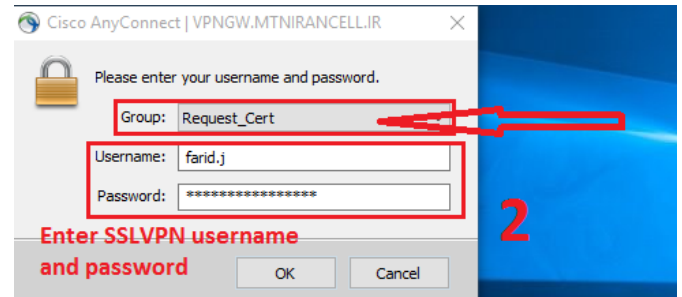 Cisco AnyConnect | VPNGW.MTNIRANCELL.IR
Please enter your username and password.
Group: Request_Cert
Username: farid.j
Password: ****************
2
Enter SSLVPN username
and password
OK Cancel